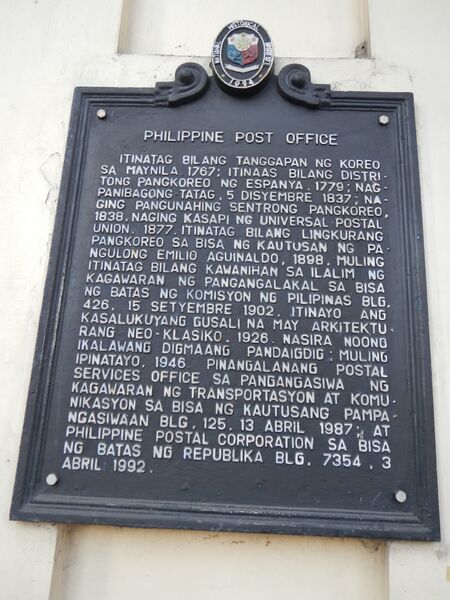 NATIONAL HISTORICAL
PHILIPPINE POST OFFICE
ITINATAG BILANG TANGGAPAN NG KOREO
SA MAYNILA, 1767; ITINAAS BILANG DISTRI-
TONG PANGKOREO NG ESPANYA, 1779; NAG-
PANIBAGONG TATAG, 5 DISYEMBRE 1837; NA-
GING PANGUNAHING SENTRONG PANGKOREO,
1838. NAGING KASAPI NG UNIVERSAL POSTAL
UNION, 1877. ITINATAG BILANG LINGKURANG
PANGKOREO SA BISA NG KAUTUSAN NG PA-
NGULONG EMILIO AGUINALDO, 1898. MULING
ITINATAG BILANG KAWANIHAN SA ILALIM NG
KAGAWARAN NG PANGANGALAKAL SA BISA
NG BATAS NG KOMISYON NG PILIPINAS BLG.
426, 15 SETYEMBRE 1902. ITINAYO ANG
KASALUKUYANG GUSALI NA MAY ARKITEKTU-
RANG NEO-KLASIKO, 1926. NASIRA NOONG
IKALAWANG DIGMAANG PANDAIGDIG; MULING
IPINATAYO, 1946. PINANGALANANG POSTAL
SERVICES OFFICE SA PANGANGASIWA NG
KAGAWARAN NG TRANSPORTASYON AT KOMU-
NIKASYON SA BISA NG KAUTUSANG PAMPA-
NGASIWAAN BLG. 125, 13 ABRIL 1987; AT
PHILIPPINE POSTAL CORPORATION SA BISA
NG BATAS NG REPUBLIKA BLG. 7354, 3
ABRIL 1992.